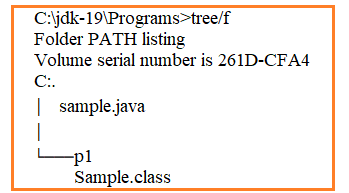 C:\jdk-19\Programs>tree/f
Folder PATH listing
Volume serial number is 261D-CFA4
C:.
│ sample.java
│
└───p1
Sample.class